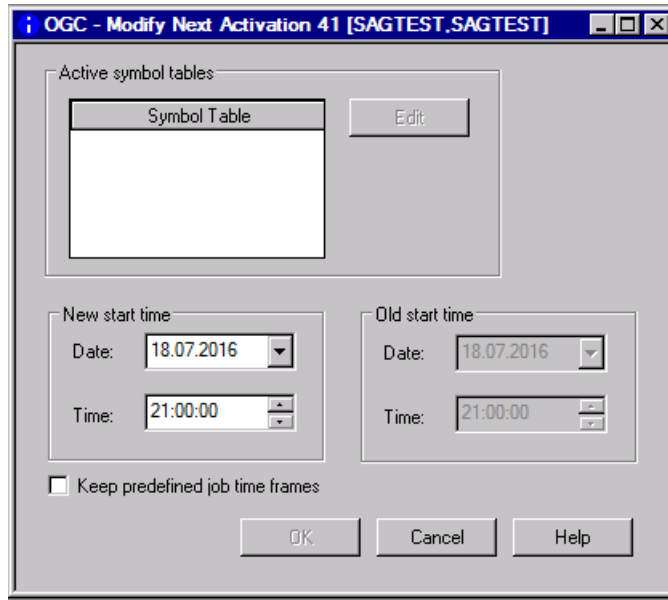 OGC - Modify Next Activation 41 [SAGTEST,SAGTEST]
Active symbol tables
Symbol Table
Edit
New start time
Date: 18.07.2016
Time: 21:00:00
Old start time
Date: 18.07.2016
Time: 21:00:00
Keep predefined job time frames
OK
Cancel
Help